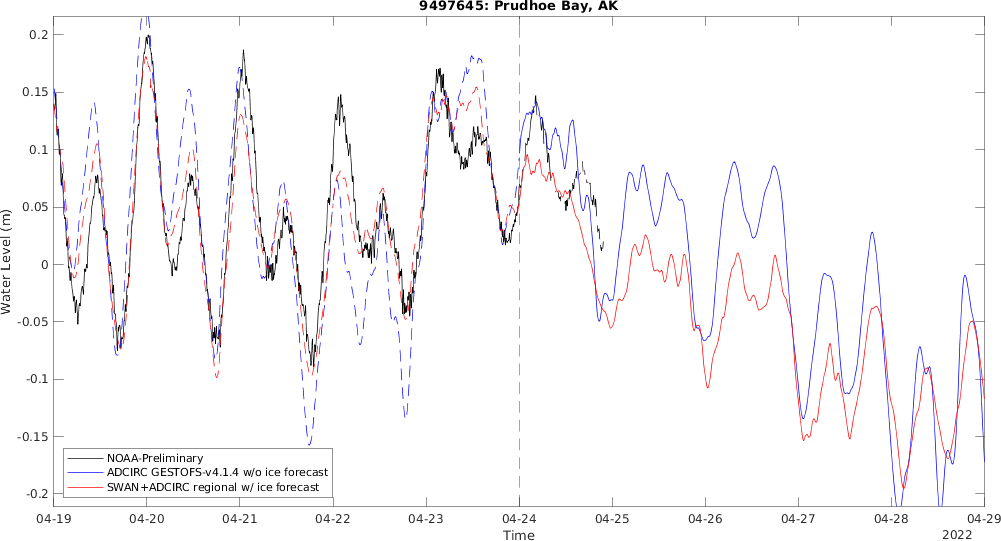 9497645: Prudhoe Bay, AK
0.2
0.15
0.1
0.05
0
-0.05
-0.1
-0.15
-0.2
Water Level (m)
NOAA-Preliminary
ADCIRC GESTOFS-v4.1.4 w/o ice forecast
SWAN+ADCIRC regional w/ ice forecast
04-19 04-20 04-21 04-22 04-23 04-24 04-25 04-26 04-27 04-28 04-29
Time 2022